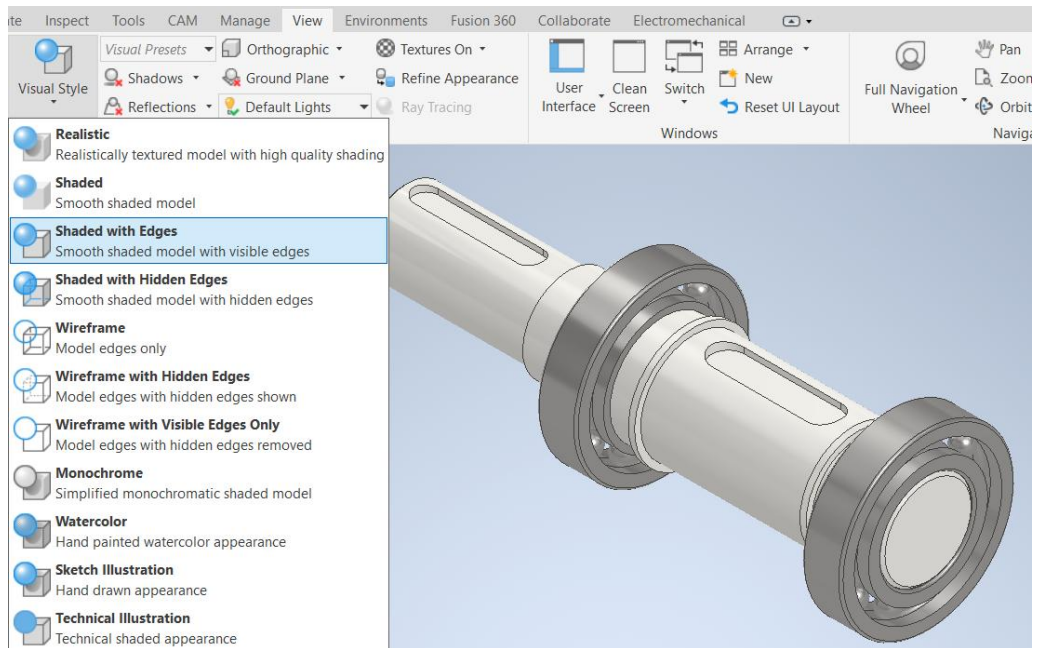 te Inspect Tools CAM Manage View Environments Fusion 360 Collaborate Electromechanical
Visual Style
Visual Presets Orthographic Textures On
Shadows Ground Plane Refine Appearance
Reflections Default Lights Ray Tracing
User Interface
Clean Screen
Switch
Arrange
New
Reset UI Layout
Windows
Full Navigation Wheel
Pan
Zoon
Orbit
Naviga
Realistic
Realistically textured model with high quality shading
Shaded
Smooth shaded model
Shaded with Edges
Smooth shaded model with visible edges
Shaded with Hidden Edges
Smooth shaded model with hidden edges
Wireframe
Model edges only
Wireframe with Hidden Edges
Model edges with hidden edges shown
Wireframe with Visible Edges Only
Model edges with hidden edges removed
Monochrome
Simplified monochromatic shaded model
Watercolor
Hand painted watercolor appearance
Sketch Illustration
Hand drawn appearance
Technical Illustration
Technical shaded appearance